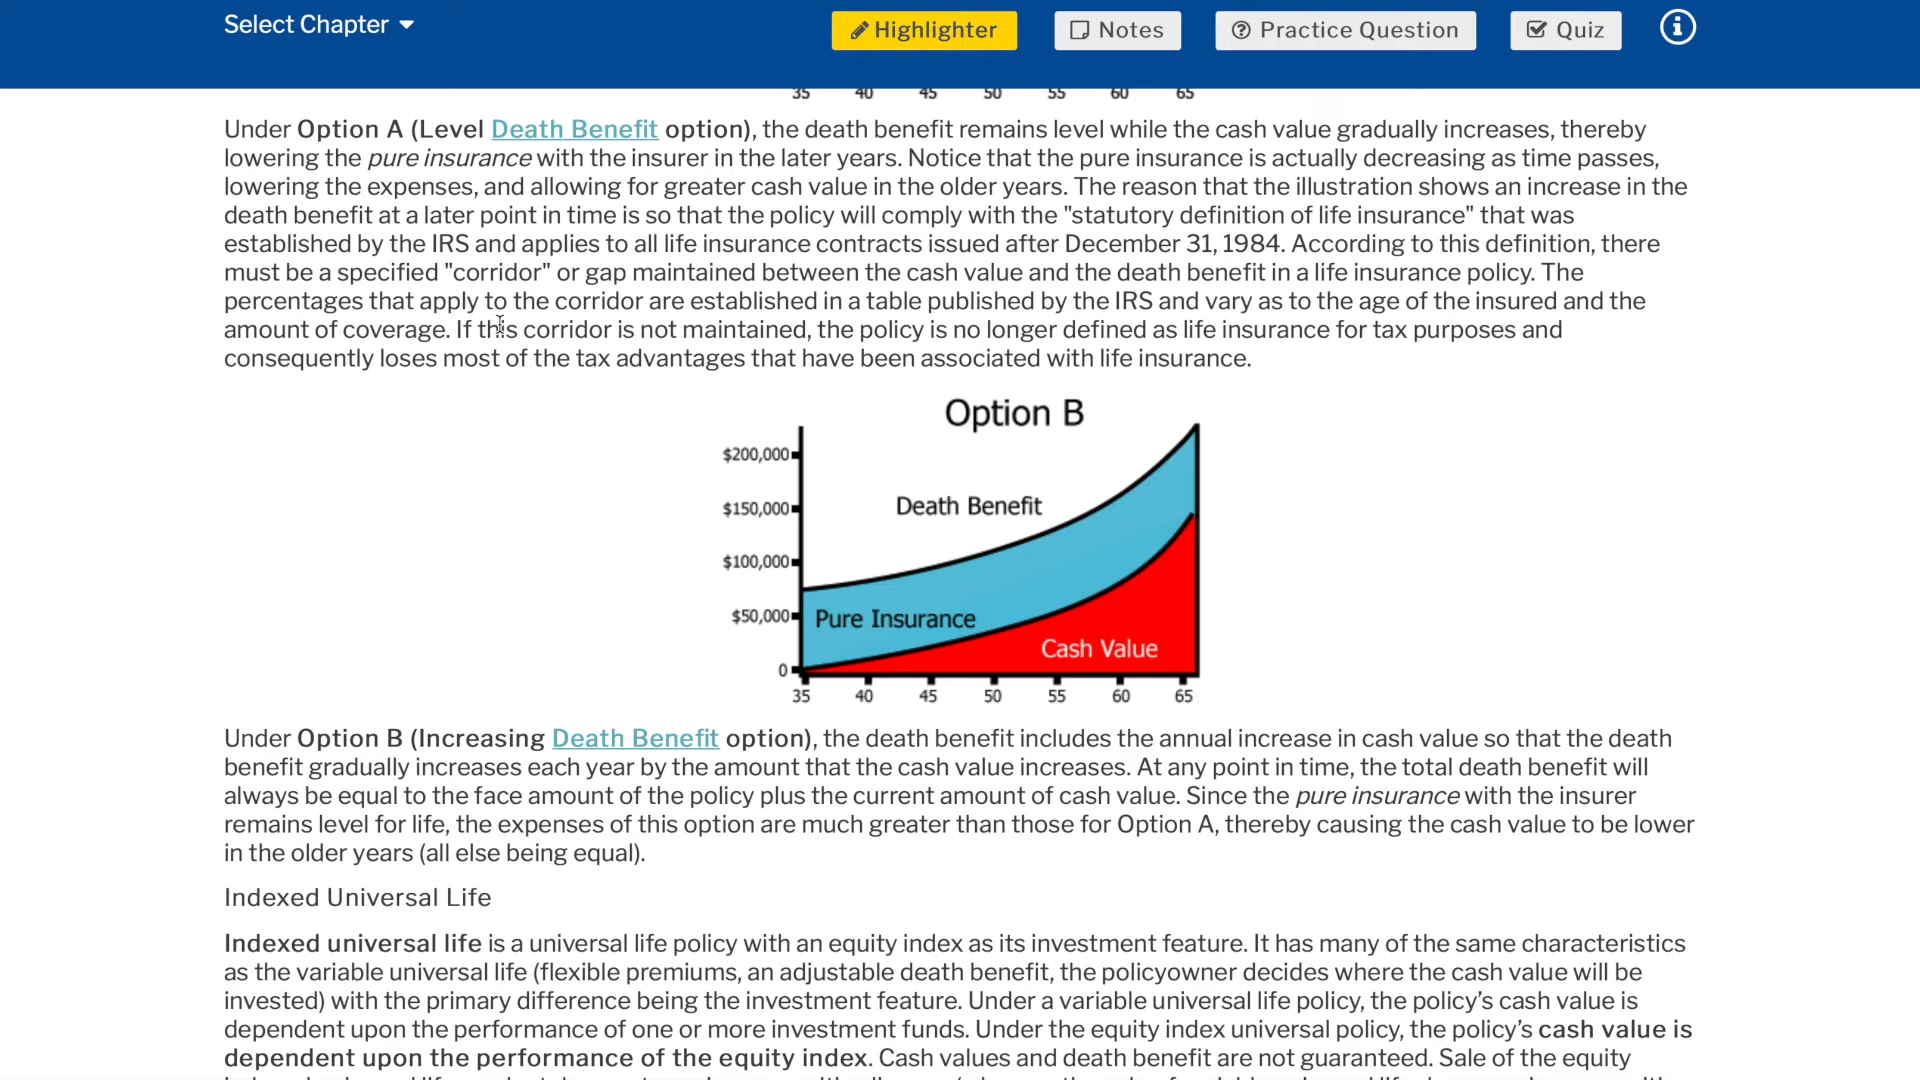 Select Chapter
Highlighter
Notes
Practice Question
Quiz
35 40 45 50 55 60 65
Under Option A (Level Death Benefit option), the death benefit remains level while the cash value gradually increases, thereby
lowering the pure insurance with the insurer in the later years. Notice that the pure insurance is actually decreasing as time passes,
lowering the expenses, and allowing for greater cash value in the older years. The reason that the illustration shows an increase in the
death benefit at a later point in time is so that the policy will comply with the "statutory definition of life insurance" that was
established by the IRS and applies to all life insurance contracts issued after December 31, 1984. According to this definition, there
must be a specified "corridor" or gap maintained between the cash value and the death benefit in a life insurance policy. The
percentages that apply to the corridor are established in a table published by the IRS and vary as to the age of the insured and the
amount of coverage. If this corridor is not maintained, the policy is no longer defined as life insurance for tax purposes and
consequently loses most of the tax advantages that have been associated with life insurance.
Option B
$200,000
$150,000
Death Benefit
$100,000
$50,000
Pure Insurance
Cash Value
0
35 40 45 50 55 60 65
Under Option B (Increasing Death Benefit option), the death benefit includes the annual increase in cash value so that the death
benefit gradually increases each year by the amount that the cash value increases. At any point in time, the total death benefit will
always be equal to the face amount of the policy plus the current amount of cash value. Since the pure insurance with the insurer
remains level for life, the expenses of this option are much greater than those for Option A, thereby causing the cash value to be lower
in the older years (all else being equal).
Indexed Universal Life
Indexed universal life is a universal life policy with an equity index as its investment feature. It has many of the same characteristics
as the variable universal life (flexible premiums, an adjustable death benefit, the policyowner decides where the cash value will be
invested) with the primary difference being the investment feature. Under a variable universal life policy, the policy's cash value is
dependent upon the performance of one or more investment funds. Under the equity index universal policy, the policy's cash value is
dependent upon the performance of the equity index. Cash values and death benefit are not guaranteed. Sale of the equity